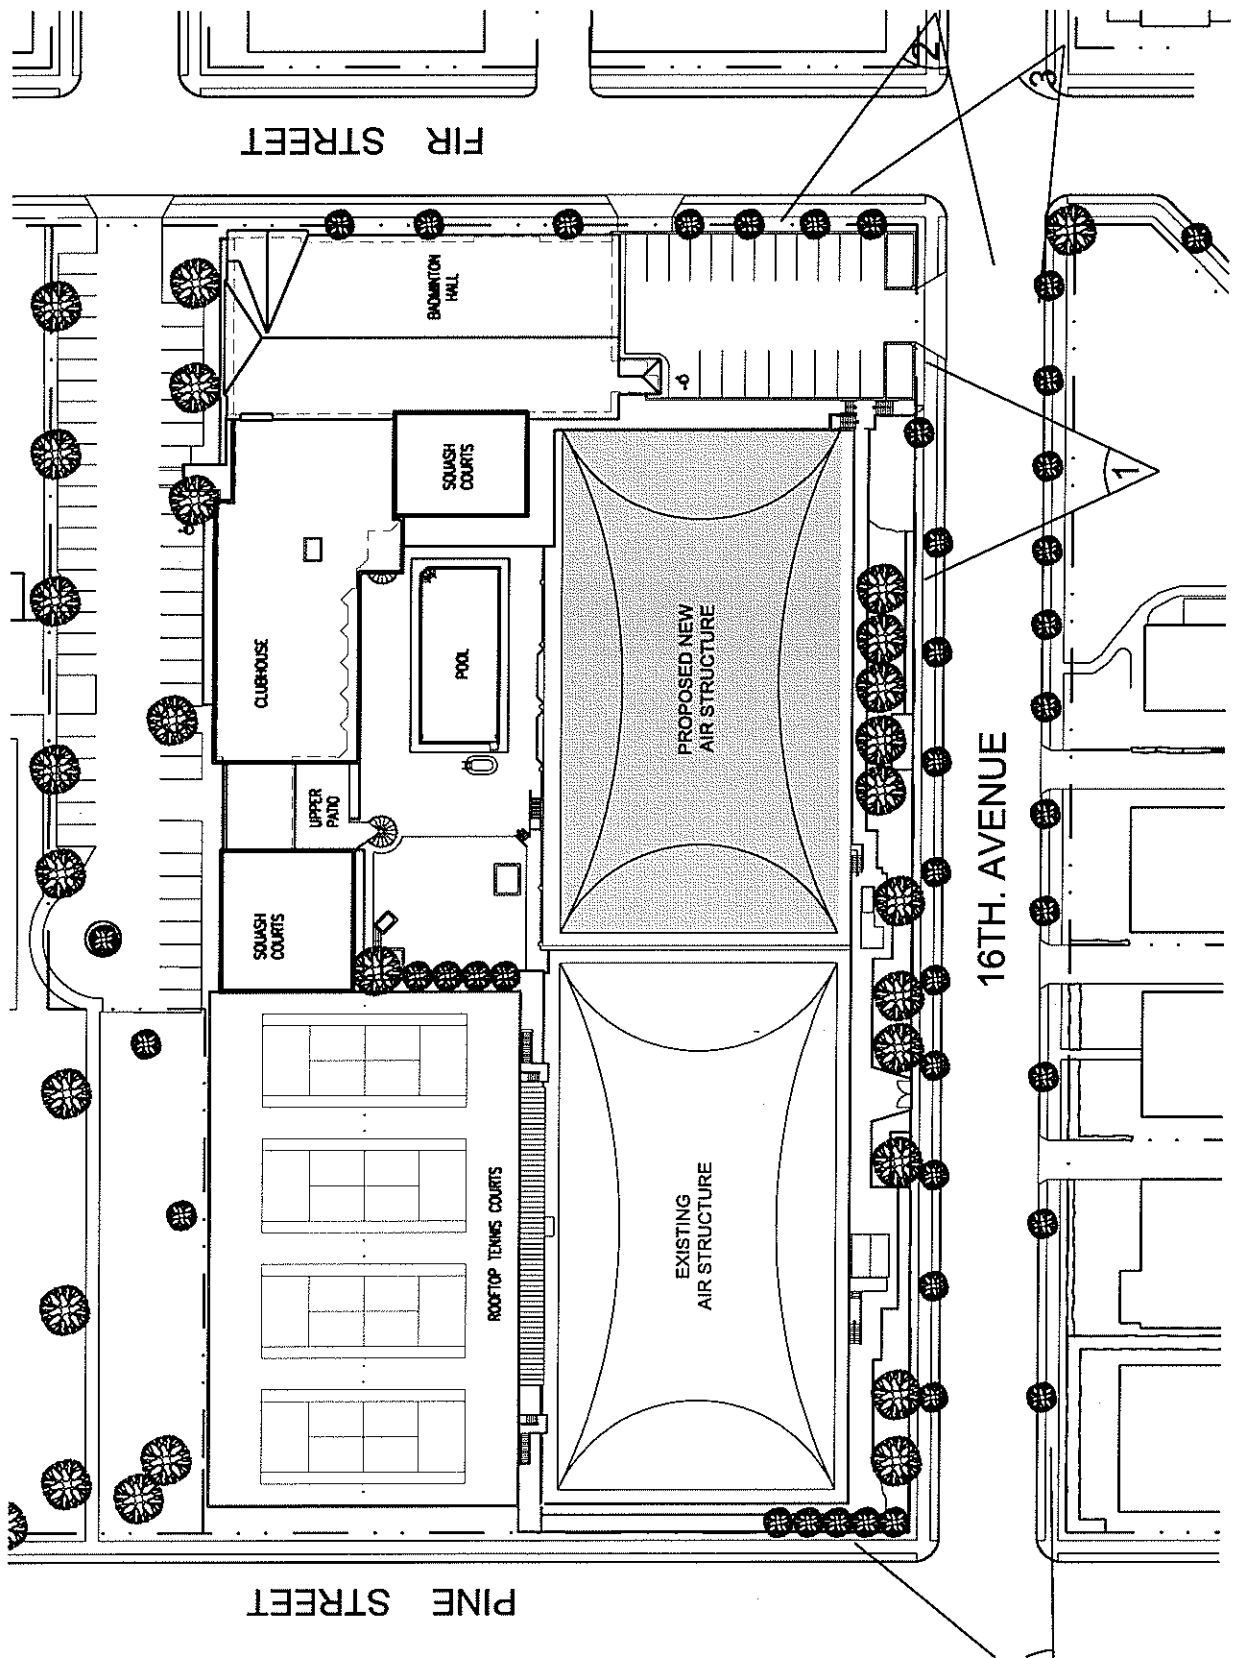 FIR STREET
2
3
BADMINTON
HALL
SQUASH
COURTS
1
CLUBHOUSE
POOL
PROPOSED NEW
AIR STRUCTURE
UPPER
PATIO
16TH. AVENUE
SQUASH
COURTS
ROOFTOP TENNIS COURTS
EXISTING
AIR STRUCTURE
PINE STREET